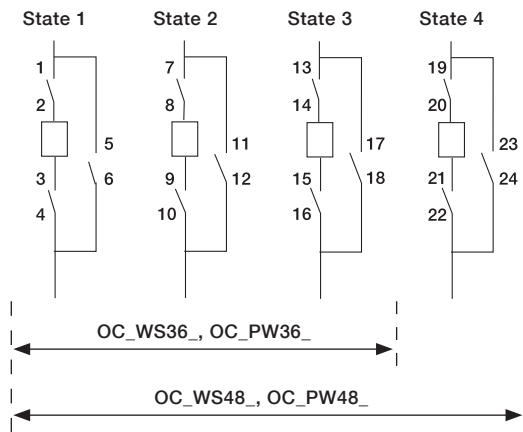 State 1 State 2 State 3 State 4
1 7 13 19
2 8 14 20
5 11 17 23
3 6 9 12 15 18 21 24
4 10 16 22
OC_WS36_, OC_PW36_
OC_WS48_, OC_PW48_